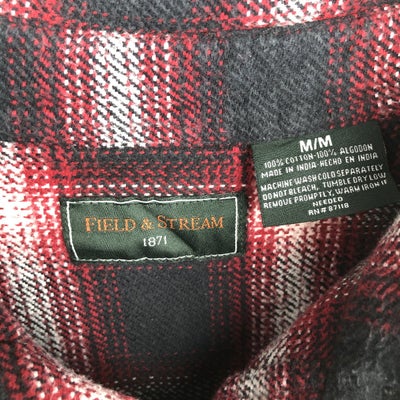 FIELD & STREAM
1871
M/M
100% COTTON-100% ALGODON
MADE IN INDIA-HECHO EN INDIA
MACHINE WASH COLD SEPARATELY
DO NOT BLEACH, TUMBLE DRY LOW
REMOVE PROMPTLY, WARM IRON IF
NEEDED
RN# 87118